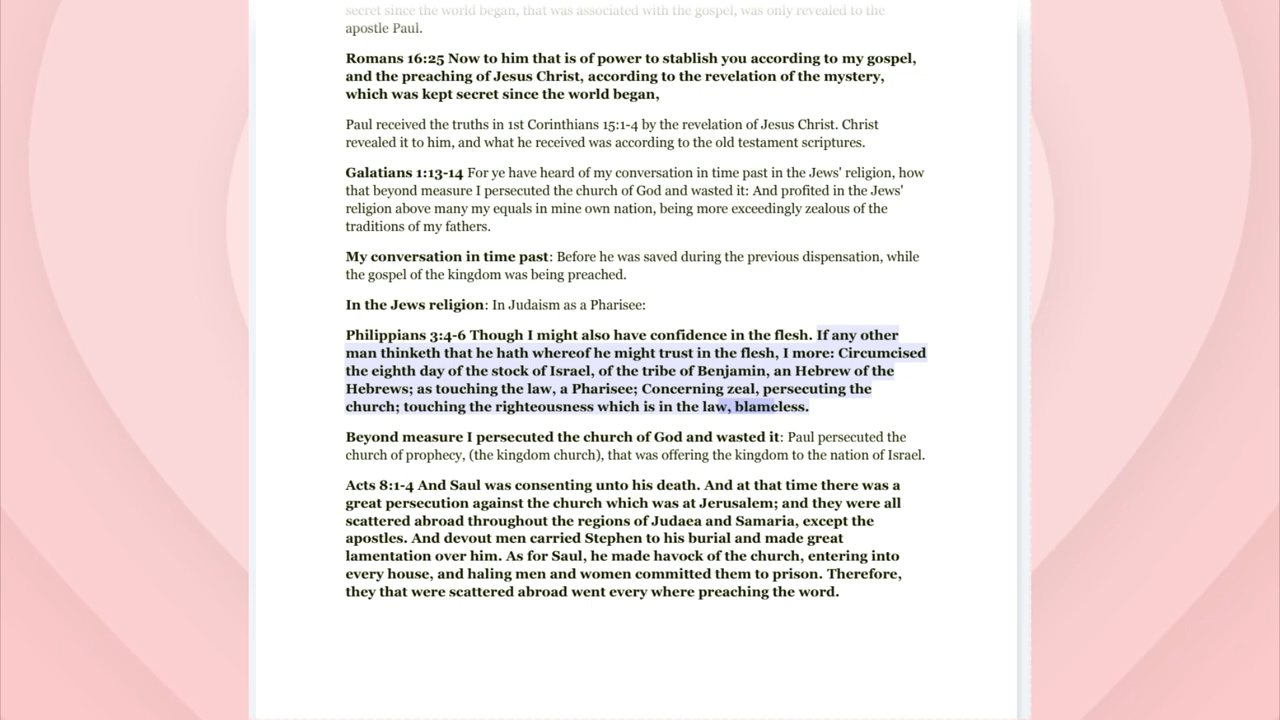 secret since the world began, that was associated with the gospel, was only revealed to the
apostle Paul.
Romans 16:25 Now to him that is of power to stablish you according to my gospel,
and the preaching of Jesus Christ, according to the revelation of the mystery,
which was kept secret since the world began,
Paul received the truths in 1st Corinthians 15:1-4 by the revelation of Jesus Christ. Christ
revealed it to him, and what he received was according to the old testament scriptures.
Galatians 1:13-14 For ye have heard of my conversation in time past in the Jews' religion, how
that beyond measure I persecuted the church of God and wasted it: And profited in the Jews'
religion above many my equals in mine own nation, being more exceedingly zealous of the
traditions of my fathers.
My conversation in time past: Before he was saved during the previous dispensation, while
the gospel of the kingdom was being preached.
In the Jews religion: In Judaism as a Pharisee:
Philippians 3:4-6 Though I might also have confidence in the flesh. If any other
man thinketh that he hath whereof he might trust in the flesh, I more: Circumcised
the eighth day of the stock of Israel, of the tribe of Benjamin, an Hebrew of the
Hebrews; as touching the law, a Pharisee; Concerning zeal, persecuting the
church; touching the righteousness which is in the law, blameless.
Beyond measure I persecuted the church of God and wasted it: Paul persecuted the
church of prophecy, (the kingdom church), that was offering the kingdom to the nation of Israel.
Acts 8:1-4 And Saul was consenting unto his death. And at that time there was a
great persecution against the church which was at Jerusalem; and they were all
scattered abroad throughout the regions of Judaea and Samaria, except the
apostles. And devout men carried Stephen to his burial and made great
lamentation over him. As for Saul, he made havock of the church, entering into
every house, and haling men and women committed them to prison. Therefore,
they that were scattered abroad went every where preaching the word.